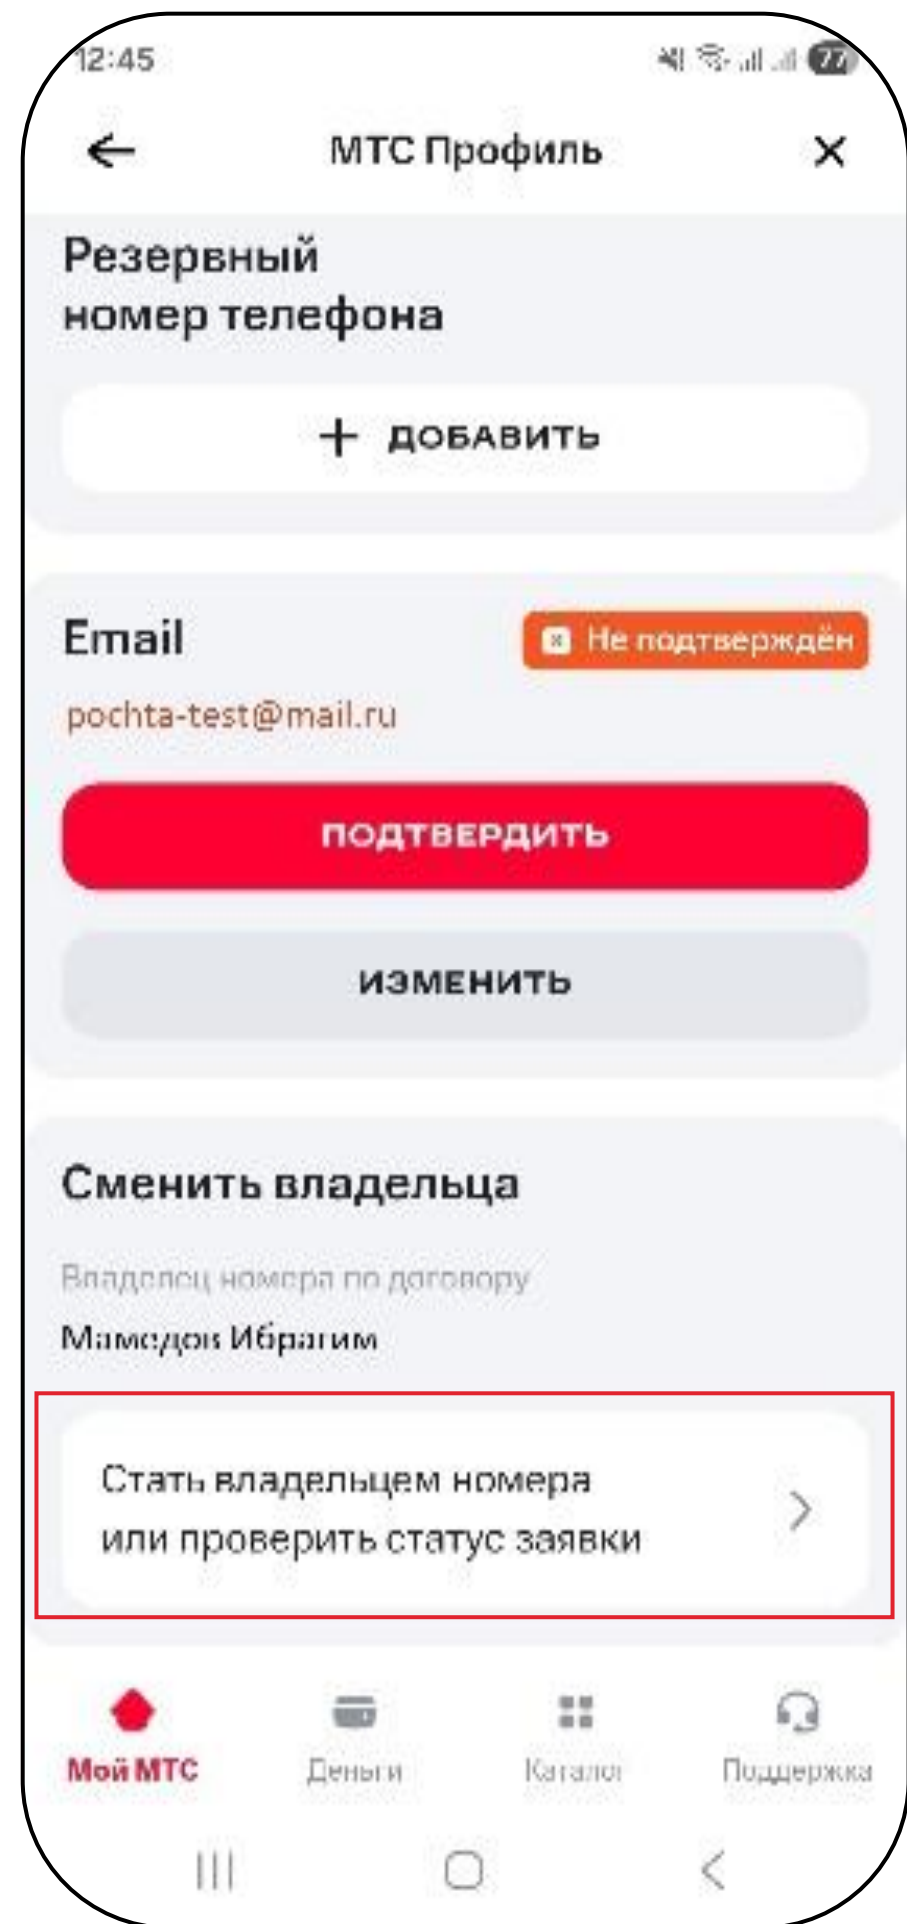 12:45
77
МТС Профиль
Резервный
номер телефона
+ ДОБАВИТЬ
Email
Не подтверждён
pochta-test@mail.ru
ПОДТВЕРДИТЬ
ИЗМЕНИТЬ
Сменить владельца
Владелец номера по договору
Мамедов Ибрагим
Стать владельцем номера
или проверить статус заявки
Мой МТС
Деньги
Каталог
Поддержка